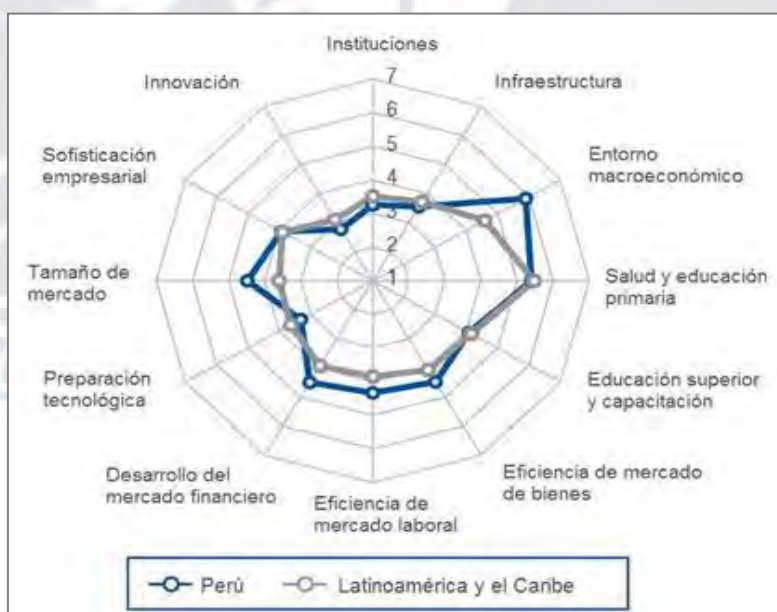 Instituciones
Innovación
Infraestructura
7
6
5
4
3
2
1
Sofisticación
empresarial
Entorno
macroeconómico
Tamaño de
mercado
Salud y educación
primaria
Preparación
tecnológica
Educación superior
y capacitación
Desarrollo del
mercado financiero
Eficiencia de
mercado laboral
Eficiencia de mercado
de bienes
Perú
Latinoamérica y el Caribe